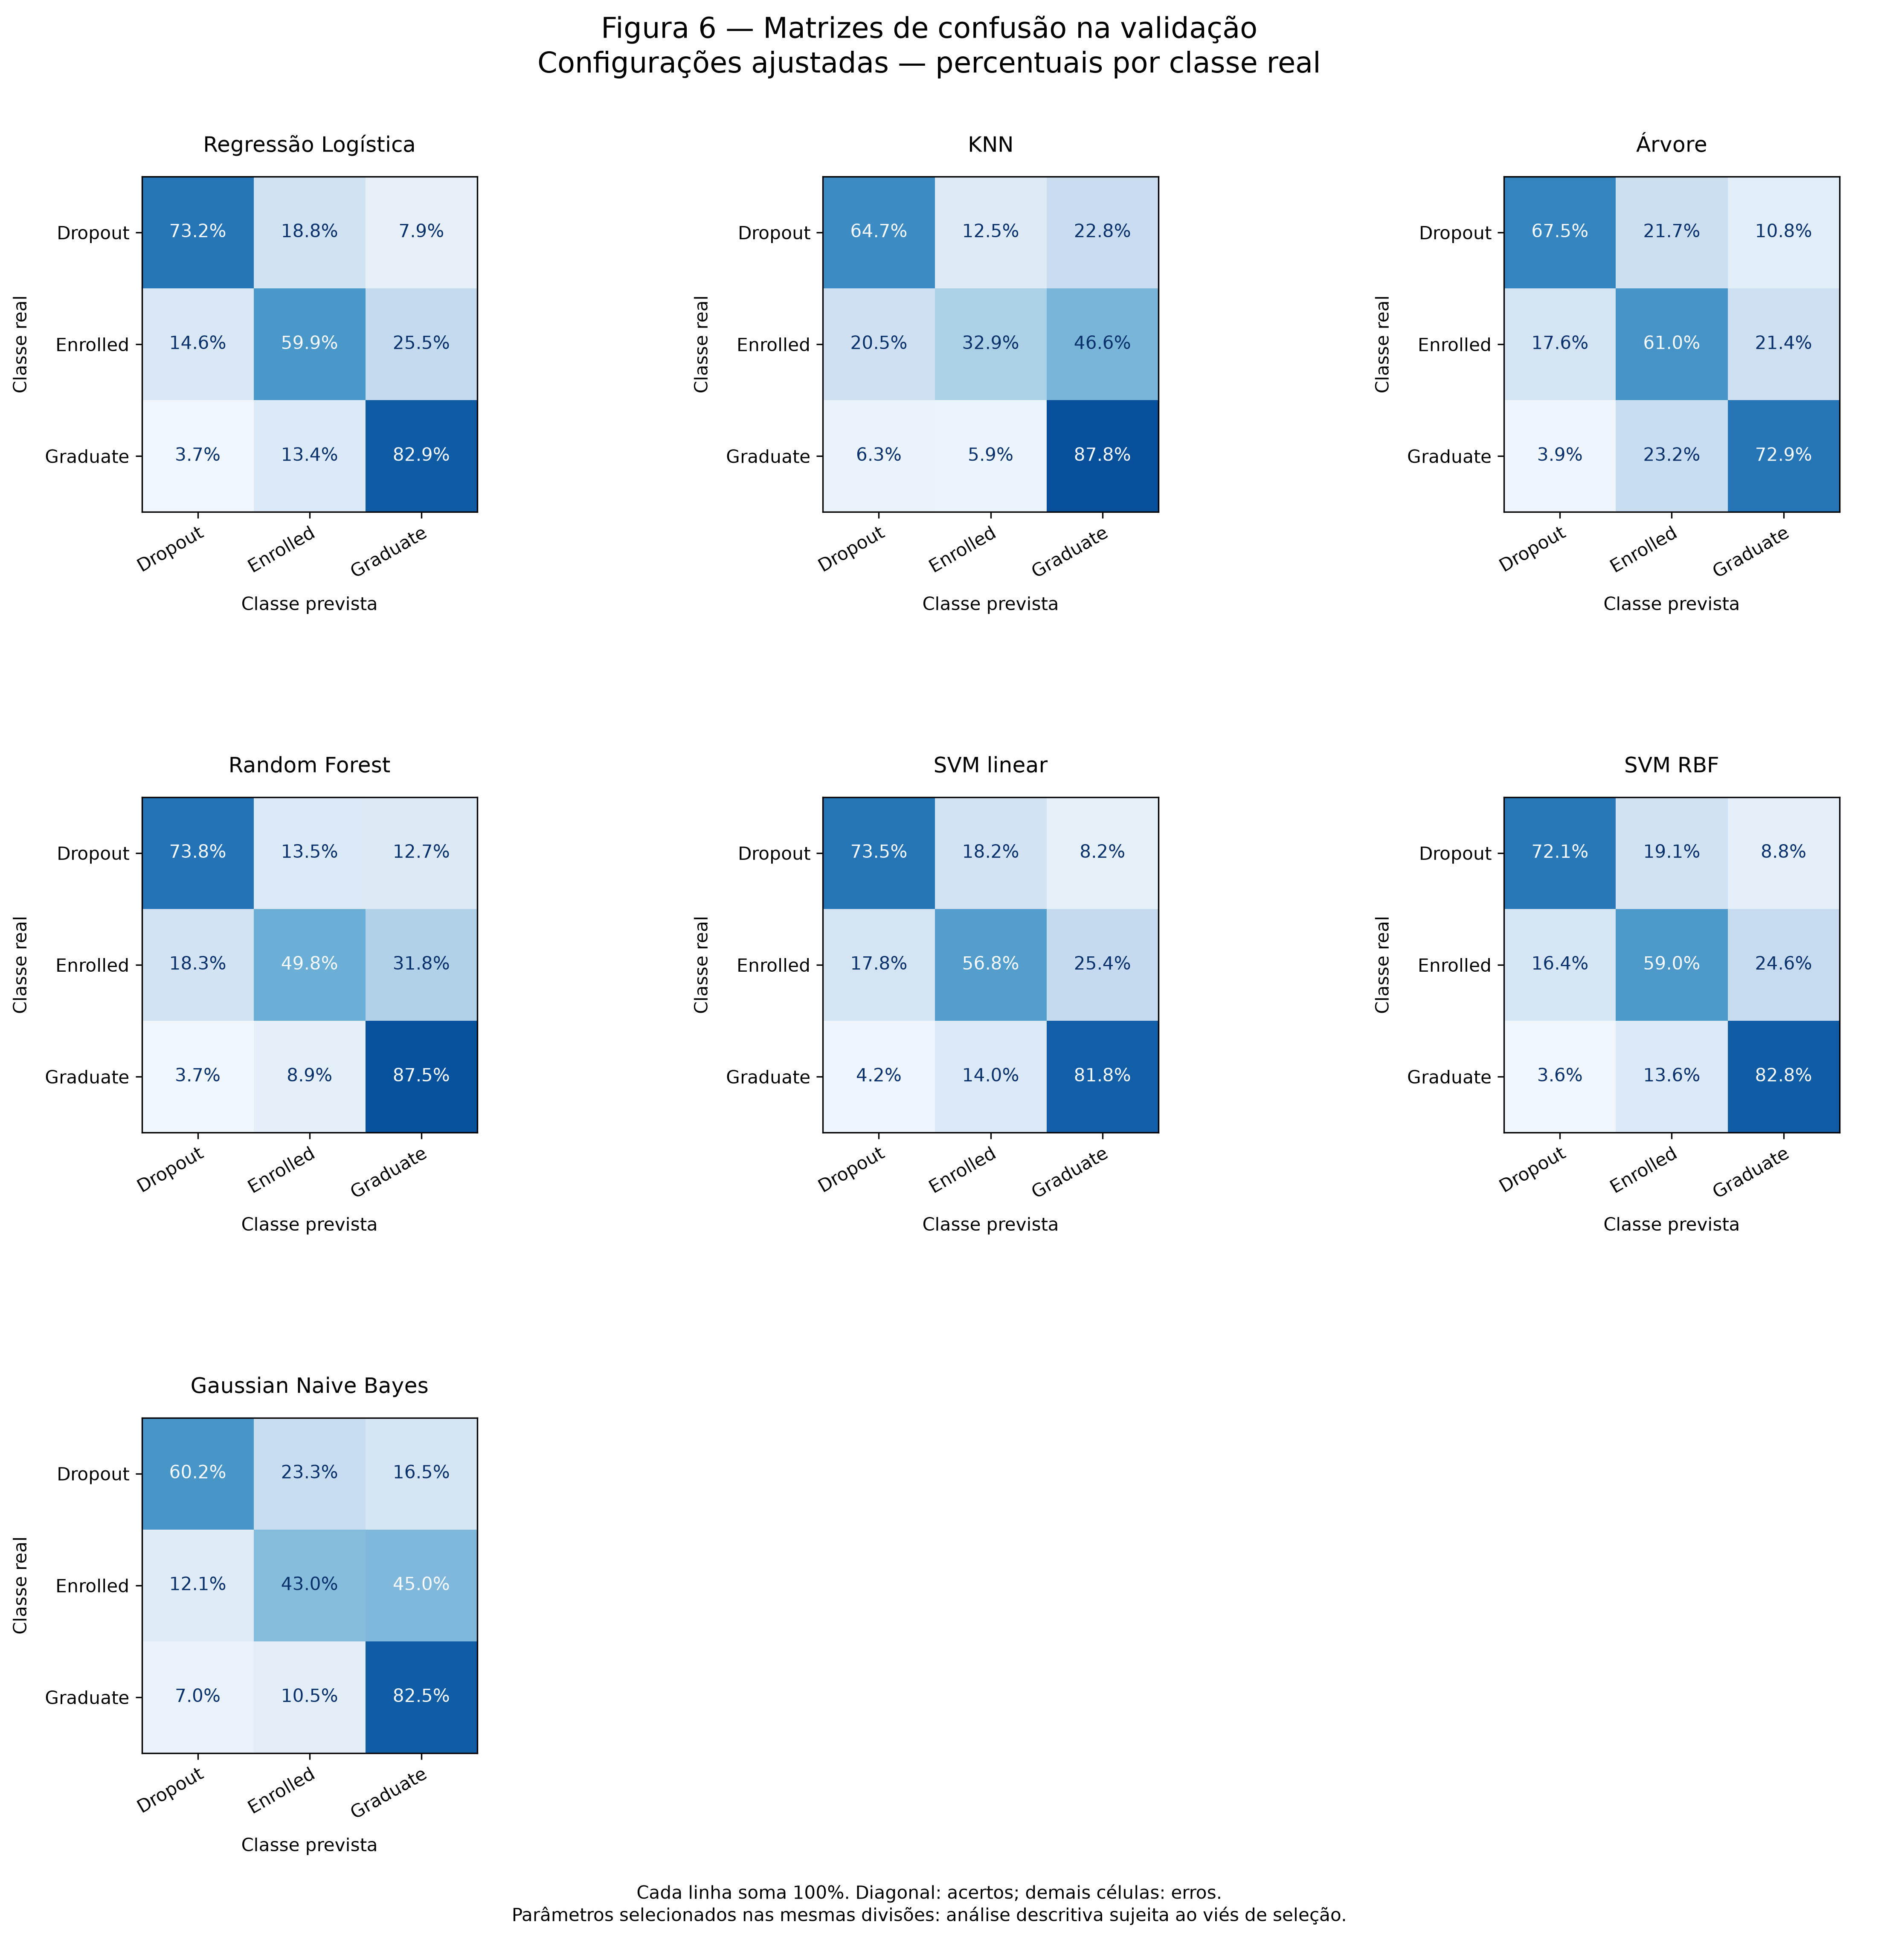 Figura 6 — Matrizes de confusão na validação
Configurações ajustadas — percentuais por classe real
Regressão Logística
Classe real
Dropout 73.2% 18.8% 7.9%
Enrolled 14.6% 59.9% 25.5%
Graduate 3.7% 13.4% 82.9%
Dropout Enrolled Graduate
Classe prevista
KNN
Classe real
Dropout 64.7% 12.5% 22.8%
Enrolled 20.5% 32.9% 46.6%
Graduate 6.3% 5.9% 87.8%
Dropout Enrolled Graduate
Classe prevista
Árvore
Classe real
Dropout 67.5% 21.7% 10.8%
Enrolled 17.6% 61.0% 21.4%
Graduate 3.9% 23.2% 72.9%
Dropout Enrolled Graduate
Classe prevista
Random Forest
Classe real
Dropout 73.8% 13.5% 12.7%
Enrolled 18.3% 49.8% 31.8%
Graduate 3.7% 8.9% 87.5%
Dropout Enrolled Graduate
Classe prevista
SVM linear
Classe real
Dropout 73.5% 18.2% 8.2%
Enrolled 17.8% 56.8% 25.4%
Graduate 4.2% 14.0% 81.8%
Dropout Enrolled Graduate
Classe prevista
SVM RBF
Classe real
Dropout 72.1% 19.1% 8.8%
Enrolled 16.4% 59.0% 24.6%
Graduate 3.6% 13.6% 82.8%
Dropout Enrolled Graduate
Classe prevista
Gaussian Naive Bayes
Classe real
Dropout 60.2% 23.3% 16.5%
Enrolled 12.1% 43.0% 45.0%
Graduate 7.0% 10.5% 82.5%
Dropout Enrolled Graduate
Classe prevista
Cada linha soma 100%. Diagonal: acertos; demais células: erros.
Parâmetros selecionados nas mesmas divisões: análise descritiva sujeita ao viés de seleção.